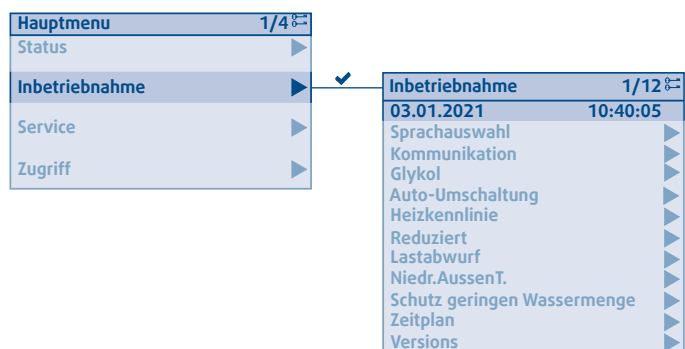 Hauptmenu 1/4
Status
Inbetriebnahme
Service
Zugriff
Inbetriebnahme 1/12
03.01.2021 10:40:05
Sprachauswahl
Kommunikation
Glykol
Auto-Umschaltung
Heizkennlinie
Reduziert
Lastabwurf
Niedr.AussenT.
Schutz geringen Wassermenge
Zeitplan
Versions